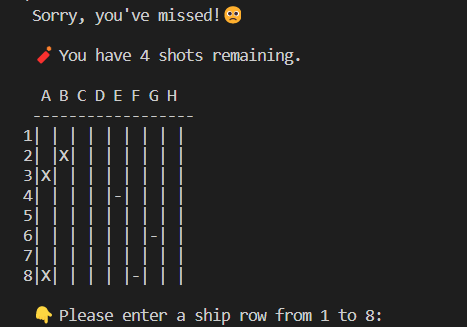 Sorry, you've missed!🙁
🧨 You have 4 shots remaining.
A B C D E F G H
------------------
1| | | | | | | | |
2| |X| | | | | | |
3|X| | | | | | | |
4| | | | |-| | | |
5| | | | | | | | |
6| | | | | | |-| |
7| | | | | | | | |
8|X| | | | |-| | |
👇 Please enter a ship row from 1 to 8: